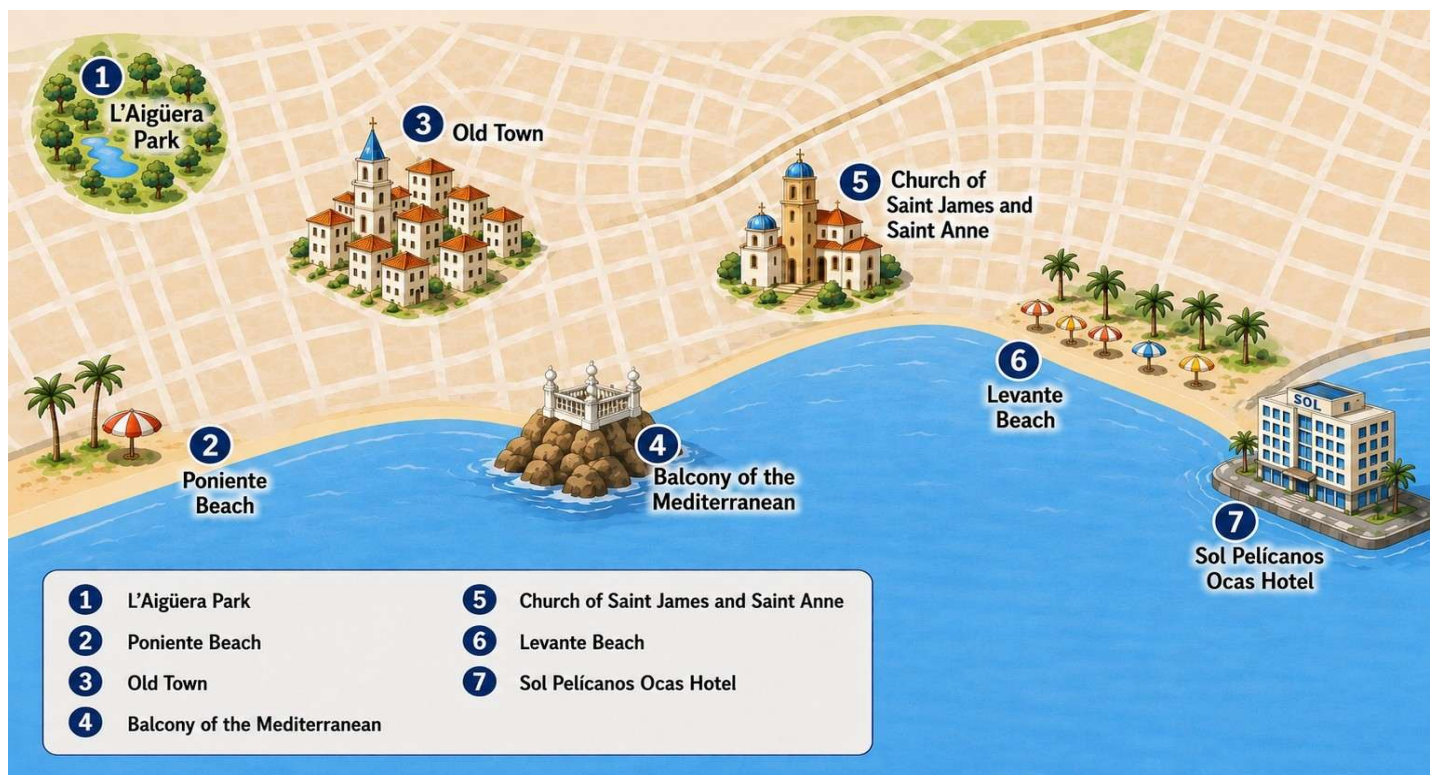 1
L'Aigüera
Park
3 Old Town
5 Church of
Saint James and
Saint Anne
6
Levante
Beach
2
Poniente
Beach
4
Balcony of the
Mediterranean
SOL
7
Sol Pelícanos
Ocas Hotel
1 L'Aigüera Park
2 Poniente Beach
3 Old Town
4 Balcony of the Mediterranean
5 Church of Saint James and Saint Anne
6 Levante Beach
7 Sol Pelícanos Ocas Hotel